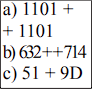 a) 1101 +
+ 1101
b) 632++714
c) 51 + 9D